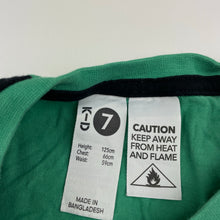 K-D
7
Height: 125cm
Chest: 66cm
Waist: 59cm
MADE IN
BANGLADESH
CAUTION
KEEP AWAY
FROM HEAT
AND FLAME